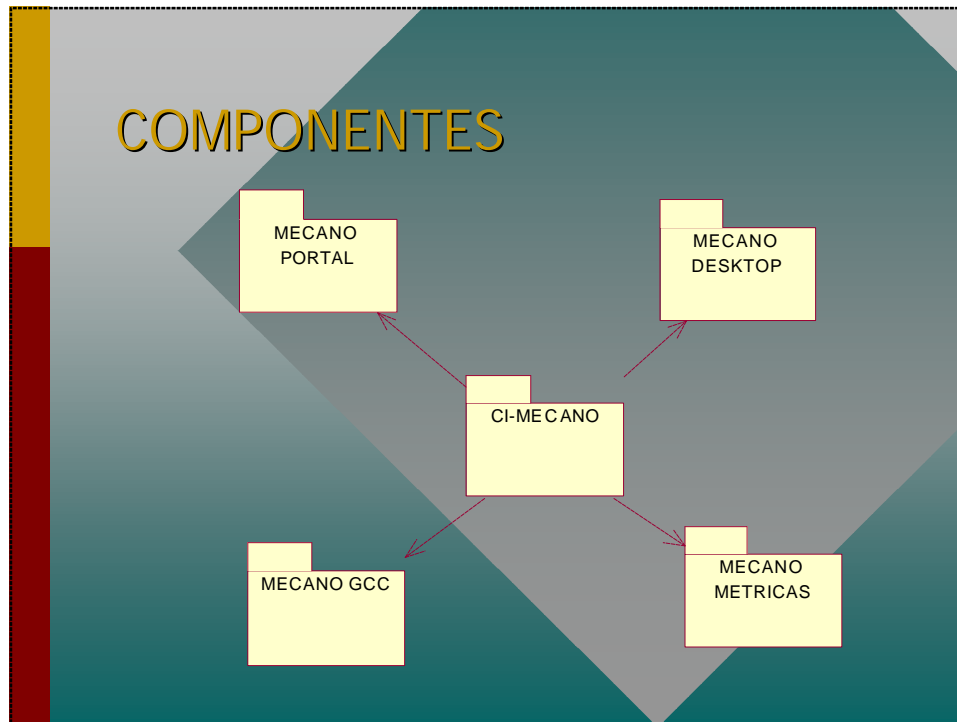 COMPONENTES
MECANO
PORTAL
MECANO
DESKTOP
CI-MECANO
MECANO GCC
MECANO
METRICAS